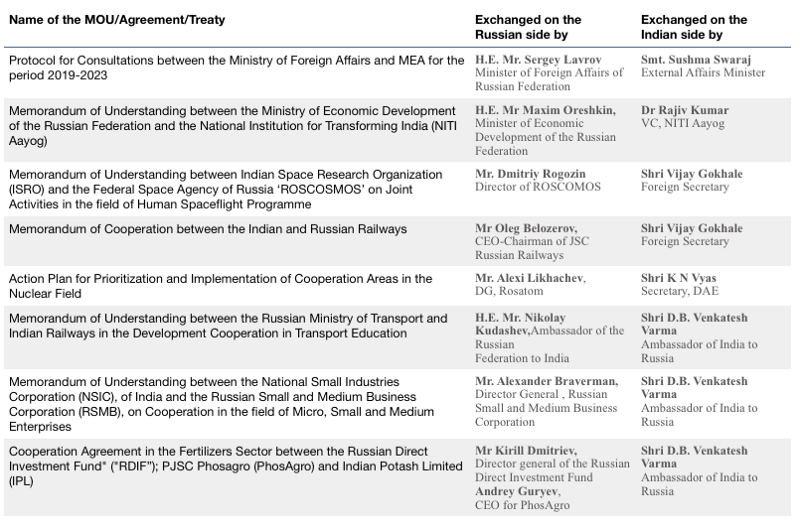 Name of the MOU/Agreement/Treaty
Exchanged on the
Russian side by
Exchanged on the
Indian side by
Protocol for Consultations between the Ministry of Foreign Affairs and MEA for the
period 2019-2023
H.E. Mr. Sergey Lavrov
Minister of Foreign Affairs of
Russian Federation
Smt. Sushma Swaraj
External Affairs Minister
Memorandum of Understanding between the Ministry of Economic Development
of the Russian Federation and the National Institution for Transforming India (NITI
Aayog)
H.E. Mr Maxim Oreshkin,
Minister of Economic
Development of the Russian
Federation
Dr Rajiv Kumar
VC, NITI Aayog
Memorandum of Understanding between Indian Space Research Organization
(ISRO) and the Federal Space Agency of Russia ‘ROSCOSMOS’ on Joint
Activities in the field of Human Spaceflight Programme
Mr. Dmitriy Rogozin
Director of ROSCOMOS
Shri Vijay Gokhale
Foreign Secretary
Memorandum of Cooperation between the Indian and Russian Railways
Mr Oleg Belozerov,
CEO-Chairman of JSC
Russian Railways
Shri Vijay Gokhale
Foreign Secretary
Action Plan for Prioritization and Implementation of Cooperation Areas in the
Nuclear Field
Mr. Alexi Likhachev,
DG, Rosatom
Shri K N Vyas
Secretary, DAE
Memorandum of Understanding between the Russian Ministry of Transport and
Indian Railways in the Development Cooperation in Transport Education
H.E. Mr. Nikolay
Kudashev,Ambassador of the
Russian
Federation to India
Shri D.B. Venkatesh
Varma
Ambassador of India to
Russia
Memorandum of Understanding between the National Small Industries
Corporation (NSIC), of India and the Russian Small and Medium Business
Corporation (RSMB), on Cooperation in the field of Micro, Small and Medium
Enterprises
Mr. Alexander Braverman,
Director General , Russian
Small and Medium Business
Corporation
Shri D.B. Venkatesh
Varma
Ambassador of India to
Russia
Cooperation Agreement in the Fertilizers Sector between the Russian Direct
Investment Fund" ("RDIF"); PJSC Phosagro (PhosAgro) and Indian Potash Limited
(IPL)
Mr Kirill Dmitriev,
Director general of the Russian
Direct Investment Fund
Andrey Guryev,
CEO for PhosAgro
Shri D.B. Venkatesh
Varma
Ambassador of India to
Russia